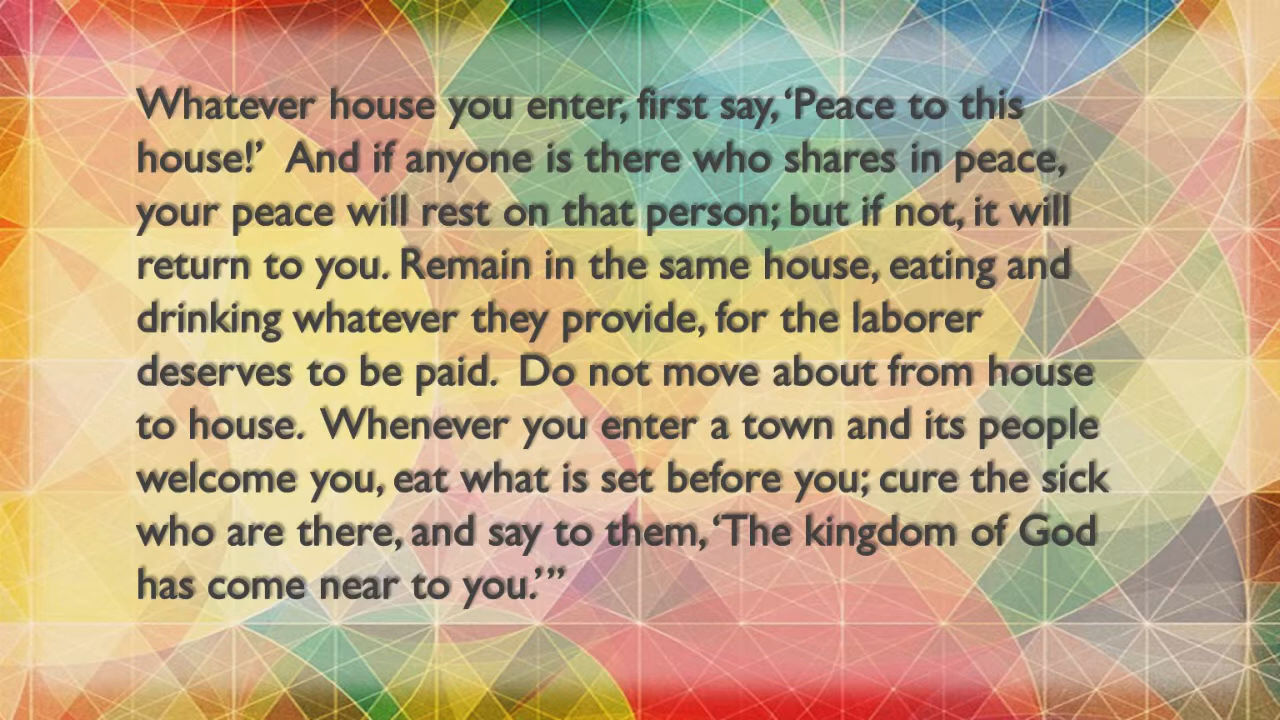 Whatever house you enter, first say, ‘Peace to this
house!’  And if anyone is there who shares in peace,
your peace will rest on that person; but if not, it will
return to you. Remain in the same house, eating and
drinking whatever they provide, for the laborer
deserves to be paid.  Do not move about from house
to house.  Whenever you enter a town and its people
welcome you, eat what is set before you; cure the sick
who are there, and say to them, ‘The kingdom of God
has come near to you.’ ”